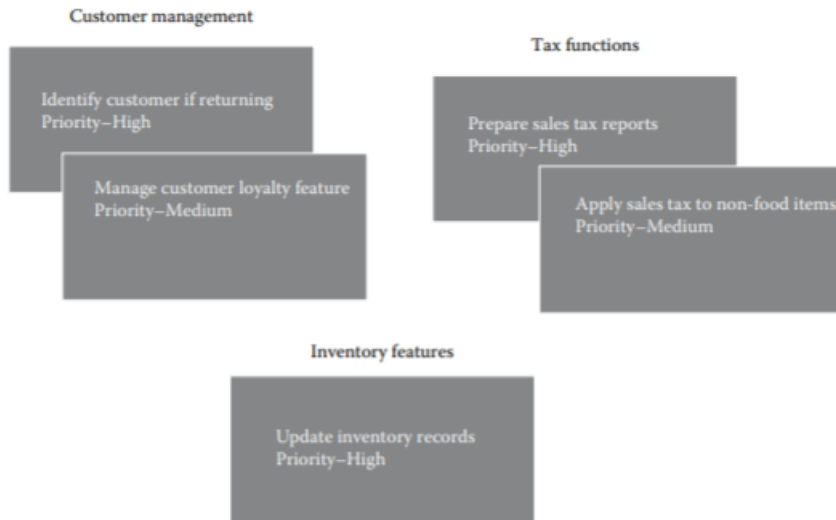 Customer management
Identify customer if returning
Priority–High
Manage customer loyalty feature
Priority–Medium
Tax functions
Prepare sales tax reports
Priority–High
Apply sales tax to non-food items
Priority–Medium
Inventory features
Update inventory records
Priority–High